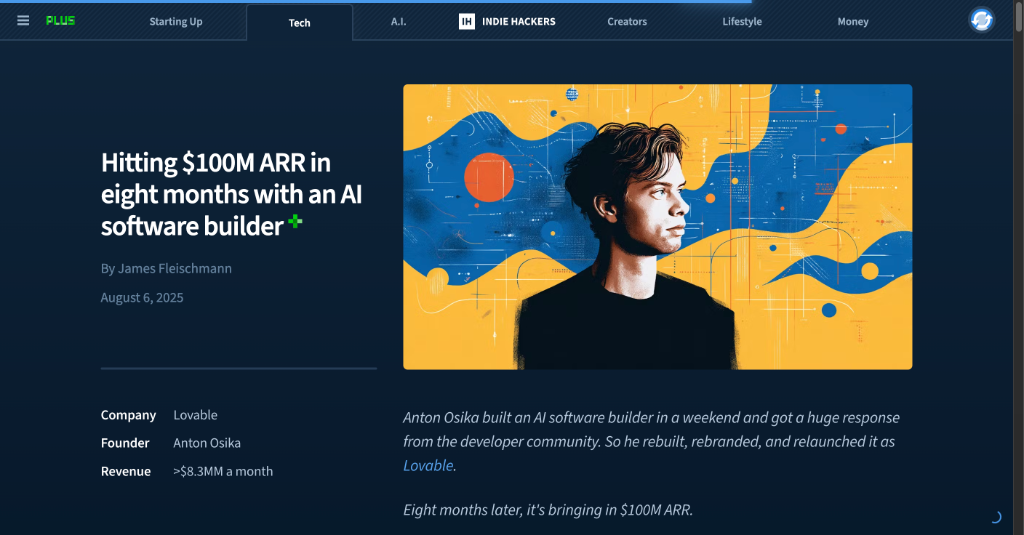 PLUS
Starting Up
Tech
A.I.
IH INDIE HACKERS
Creators
Lifestyle
Money
Hitting $100M ARR in
eight months with an AI
software builder
By James Fleischmann
August 6, 2025
Company Lovable
Founder Anton Osika
Revenue >$8.3MM a month
Anton Osika built an AI software builder in a weekend and got a huge response
from the developer community. So he rebuilt, rebranded, and relaunched it as
Lovable.
Eight months later, it's bringing in $100M ARR.